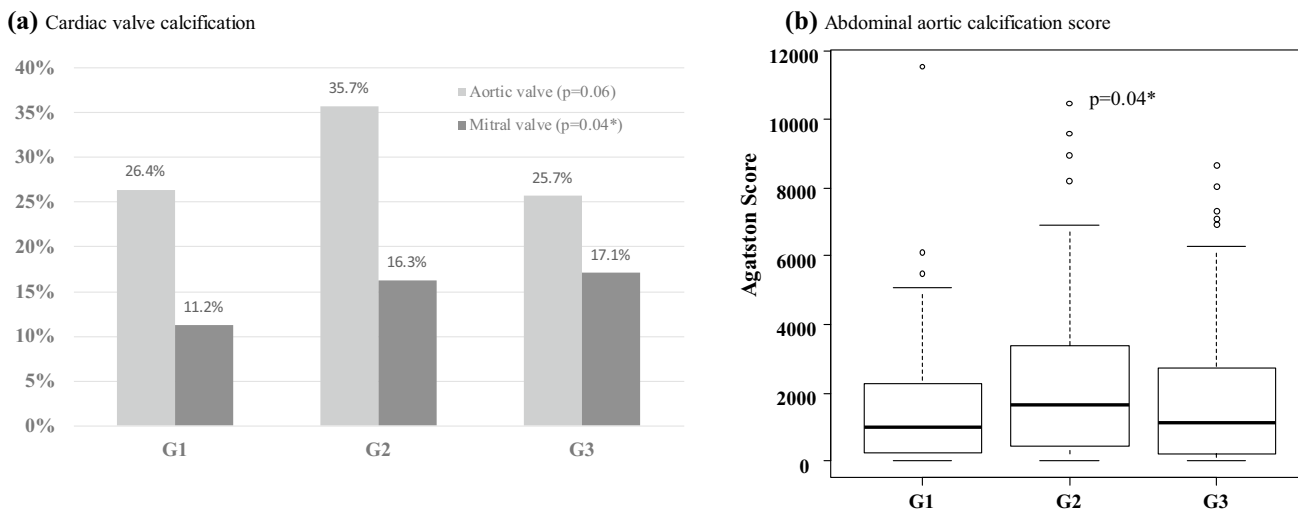 (a) Cardiac valve calcification
40%
35%
30%
25%
20%
15%
10%
5%
0%
26.4%
11.2%
35.7%
16.3%
25.7%
17.1%
Aortic valve (p=0.06)
Mitral valve (p=0.04*)
G1 G2 G3
(b) Abdominal aortic calcification score
Agatston Score
12000
10000
8000
6000
4000
2000
0
p=0.04*
G1 G2 G3